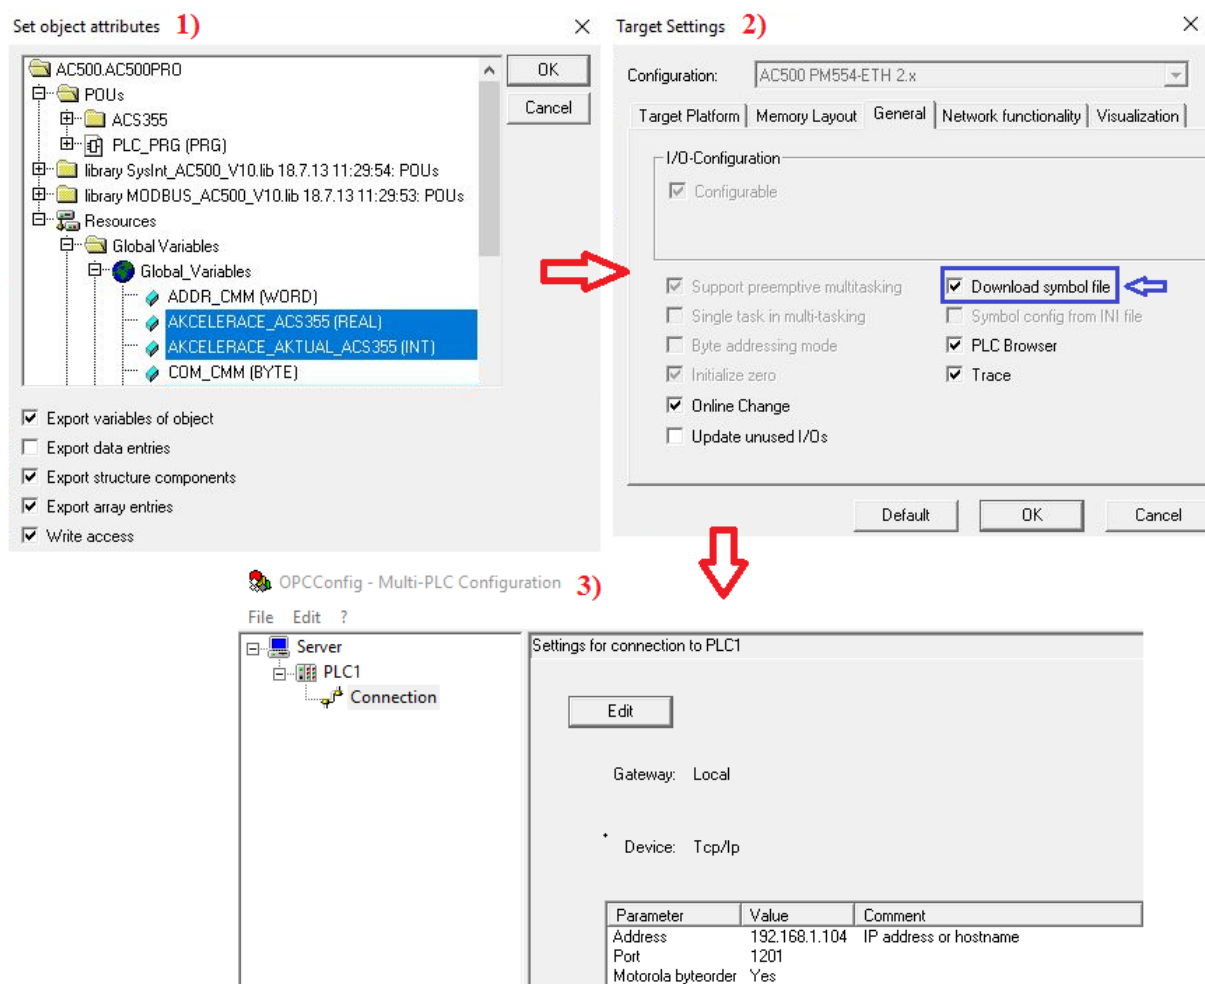 Set object attributes 1)
OK
Cancel
AC500.AC500PRO
POUs
ACS355
PLC_PRG (PRG)
library SysInt_AC500_V10.lib 18.7.13 11:29:54: POUs
library MODBUS_AC500_V10.lib 18.7.13 11:29:53: POUs
Resources
Global Variables
Global_Variables
ADDR_CMM (WORD)
AKCELERACE_ACS355 (REAL)
AKCELERACE_AKTUAL_ACS355 (INT)
COM_CMM (BYTE)
Export variables of object
Export data entries
Export structure components
Export array entries
Write access
Target Settings 2)
Configuration: AC500 PM554-ETH 2.x
Target Platform Memory Layout General Network functionality Visualization
I/O-Configuration
Configurable
Support preemptive multitasking
Single task in multi-tasking
Byte addressing mode
Initialize zero
Online Change
Update unused I/Os
Download symbol file
Symbol config from INI file
PLC Browser
Trace
Default OK Cancel
OPCConfig - Multi-PLC Configuration 3)
File Edit ?
Server
PLC1
Connection
Settings for connection to PLC1
Edit
Gateway: Local
Device: Tcp/Ip
Parameter Value Comment
Address 192.168.1.104 IP address or hostname
Port 1201
Motorola byteorder Yes